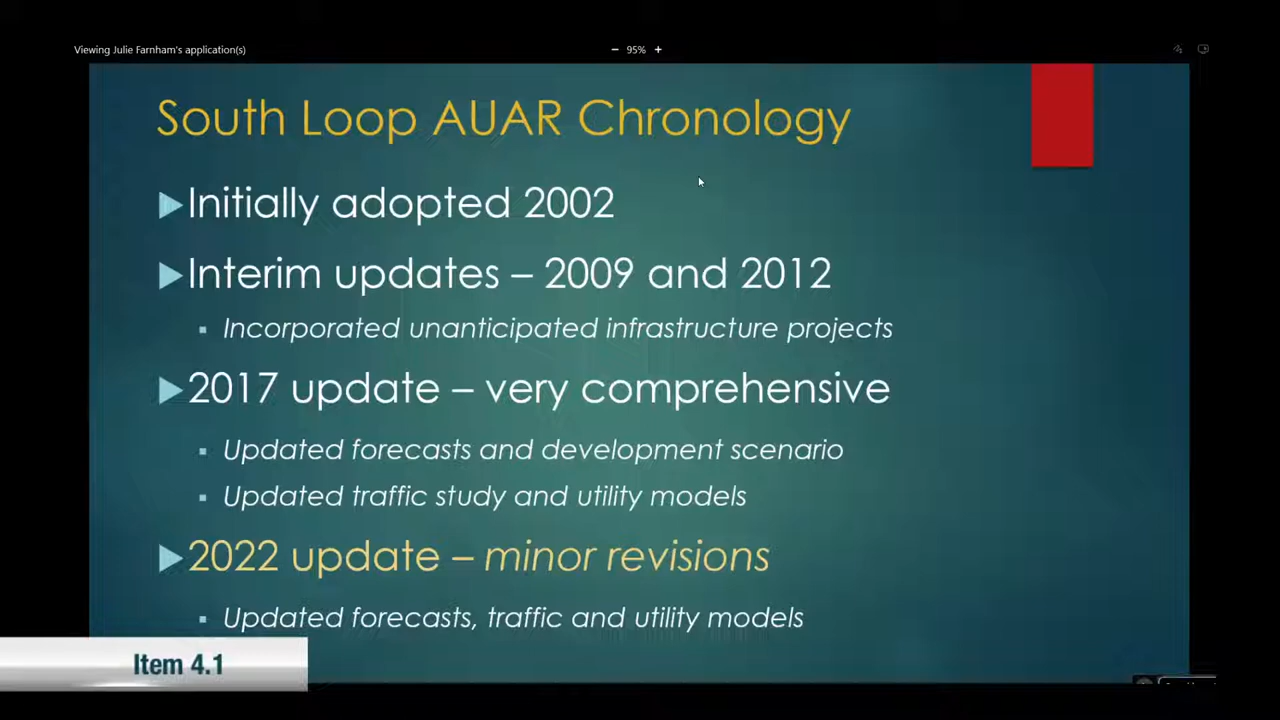 Viewing Julie Farnham's application(s)
− 95% +
South Loop AUAR Chronology
Initially adopted 2002
Interim updates – 2009 and 2012
Incorporated unanticipated infrastructure projects
2017 update – very comprehensive
Updated forecasts and development scenario
Updated traffic study and utility models
2022 update – minor revisions
Updated forecasts, traffic and utility models
Item 4.1